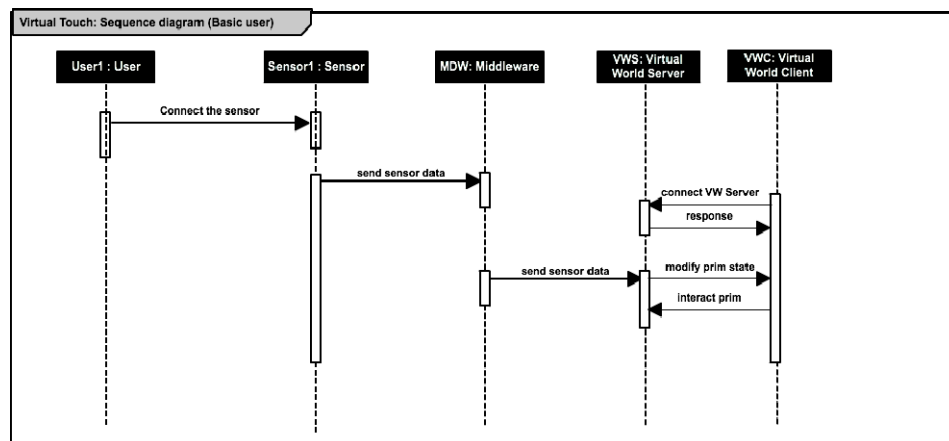 Virtual Touch: Sequence diagram (Basic user)
User1 : User
Sensor1 : Sensor
MDW: Middleware
VWS: Virtual
World Server
VWC: Virtual
World Client
Connect the sensor
send sensor data
connect VW Server
response
send sensor data
modify prim state
interact prim